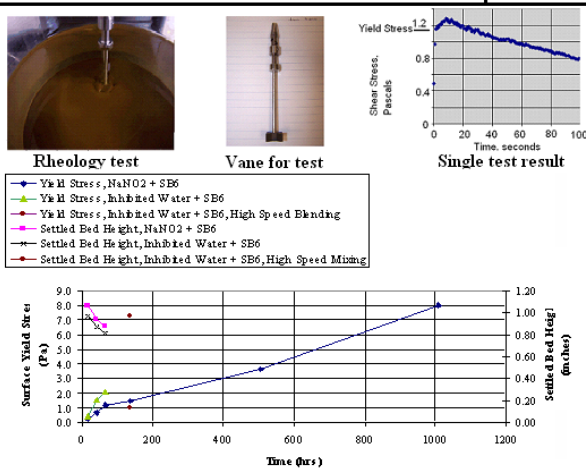 Yield Stress 1.2
0.8
0.4
0
Shear Stress,
Pascals
0 20 40 60 80 100
Time, seconds
Rheology test
Vane for test
Single test result
Yield Stress, NaNO2 + SB6
Yield Stress, Inhibited Water + SB6
Yield Stress, Inhibited Water + SB6, High Speed Blending
Settled Bed Height, NaNO2 + SB6
Settled Bed Height, Inhibited Water + SB6
Settled Bed Height, Inhibited Water + SB6, High Speed Mixing
Surface Yield Stres
(Pa)
9.0
8.0
7.0
6.0
5.0
4.0
3.0
2.0
1.0
0.0
1.20
1.00
0.80
0.60
0.40
0.20
0.00
Settled Bed Heig
(inches)
0 200 400 600 800 1000 1200
Time (hrs)